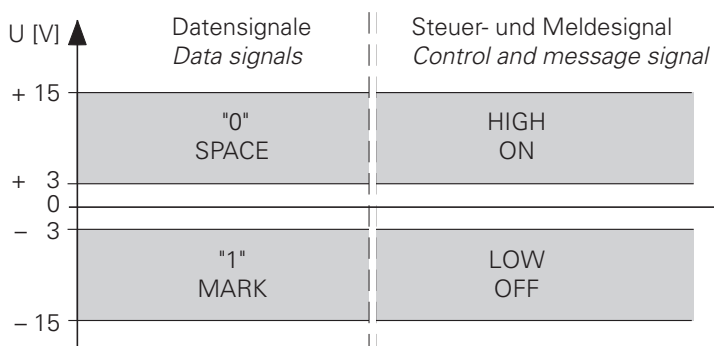 U [V]
Datensignale
Data signals
Steuer- und Meldesignal
Control and message signal
+ 15
"0"
SPACE
HIGH
ON
+ 3
0
– 3
"1"
MARK
LOW
OFF
– 15